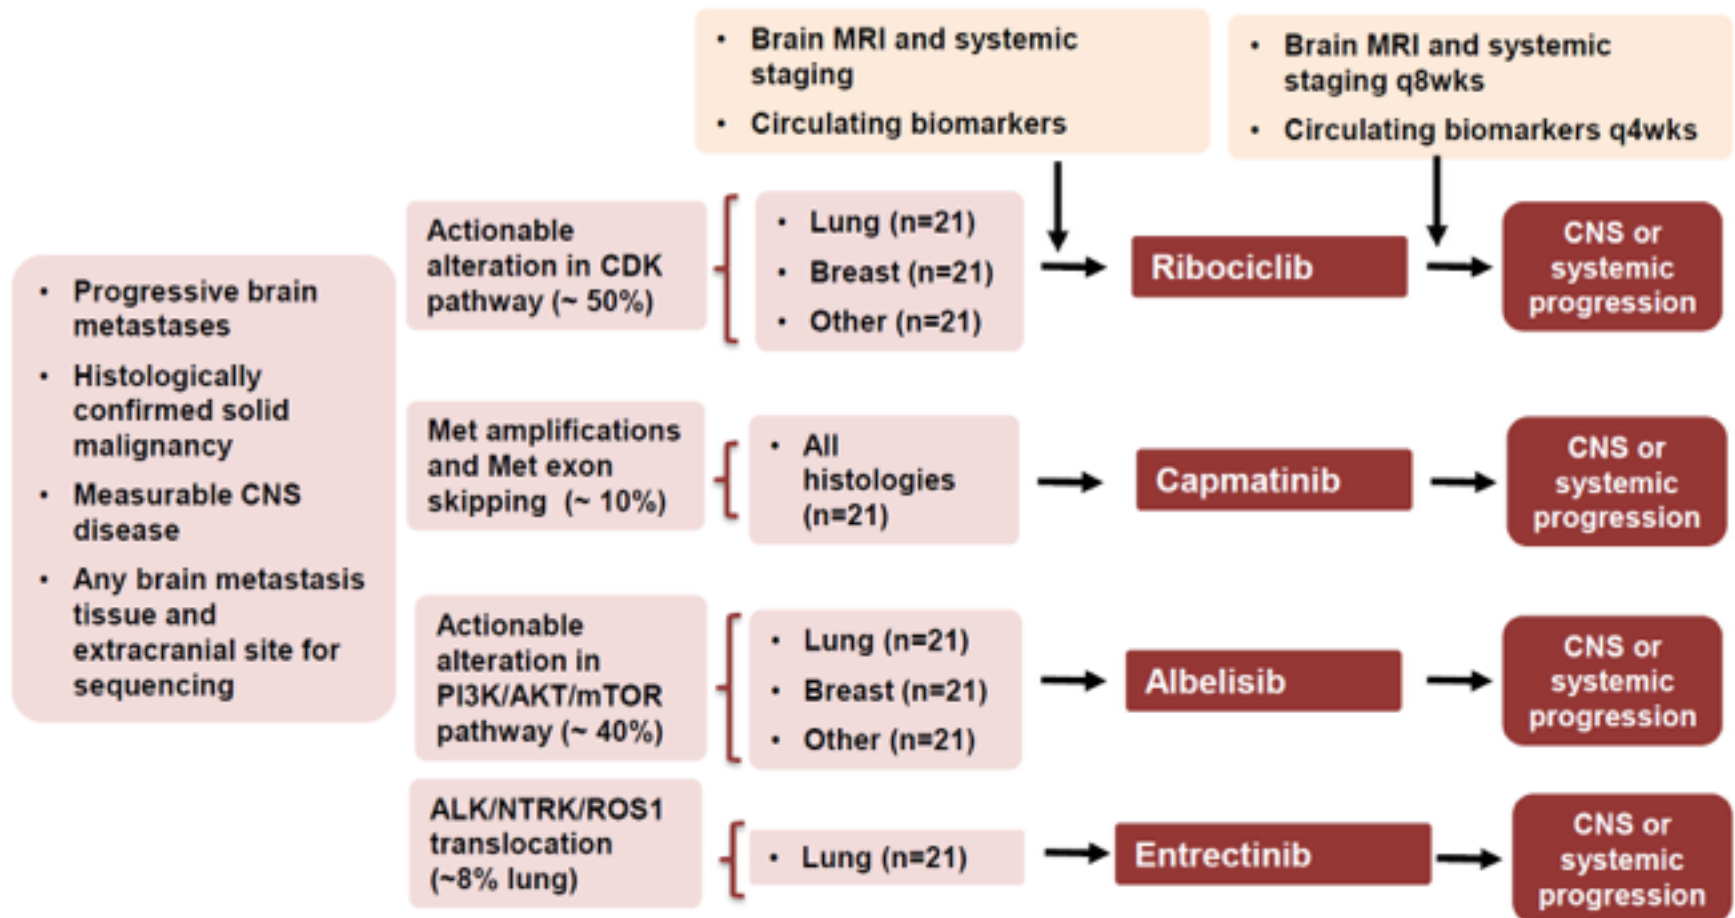 • Brain MRI and systemic
staging
• Circulating biomarkers
• Brain MRI and systemic
staging q8wks
• Circulating biomarkers q4wks
• Progressive brain
metastases
• Histologically
confirmed solid
malignancy
• Measurable CNS
disease
• Any brain metastasis
tissue and
extracranial site for
sequencing
Actionable
alteration in CDK
pathway (~ 50%)
• Lung (n=21)
• Breast (n=21)
• Other (n=21)
Ribociclib
CNS or
systemic
progression
Met amplifications
and Met exon
skipping (~ 10%)
• All
histologies
(n=21)
Capmatinib
CNS or
systemic
progression
Actionable
alteration in
PI3K/AKT/mTOR
pathway (~ 40%)
• Lung (n=21)
• Breast (n=21)
• Other (n=21)
Albelisib
CNS or
systemic
progression
ALK/NTRK/ROS1
translocation
(~8% lung)
• Lung (n=21)
Entrectinib
CNS or
systemic
progression